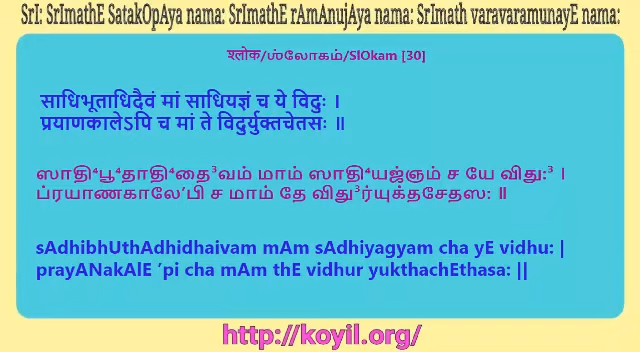 SrI: SrImathE SatakOpAya nama: SrImathE rAmAnujAya nama: SrImath varavaramunayE nama:
श्लोक/ஶ்லோகம்/SlOkam [30]
साधिभूताधिदैवं मां साधियज्ञं च ये विदुः ।
प्रयाणकालेऽपि च मां ते विदुर्युक्तचेतसः ॥
ஸாதி⁴பூ⁴தாதி⁴தை³வம் மாம் ஸாதி⁴யஜ்ஞம் ச யே விது:³ ।
ப்ரயாணகாலே’பி ச மாம் தே விது³ர்யுக்தசேதஸ: ॥
sAdhibhUthAdhidhaivam mAm sAdhiyagyam cha yE vidhu: |
prayANakAlE ’pi cha mAm thE vidhur yukthachEthasa: ||
http://koyil.org/